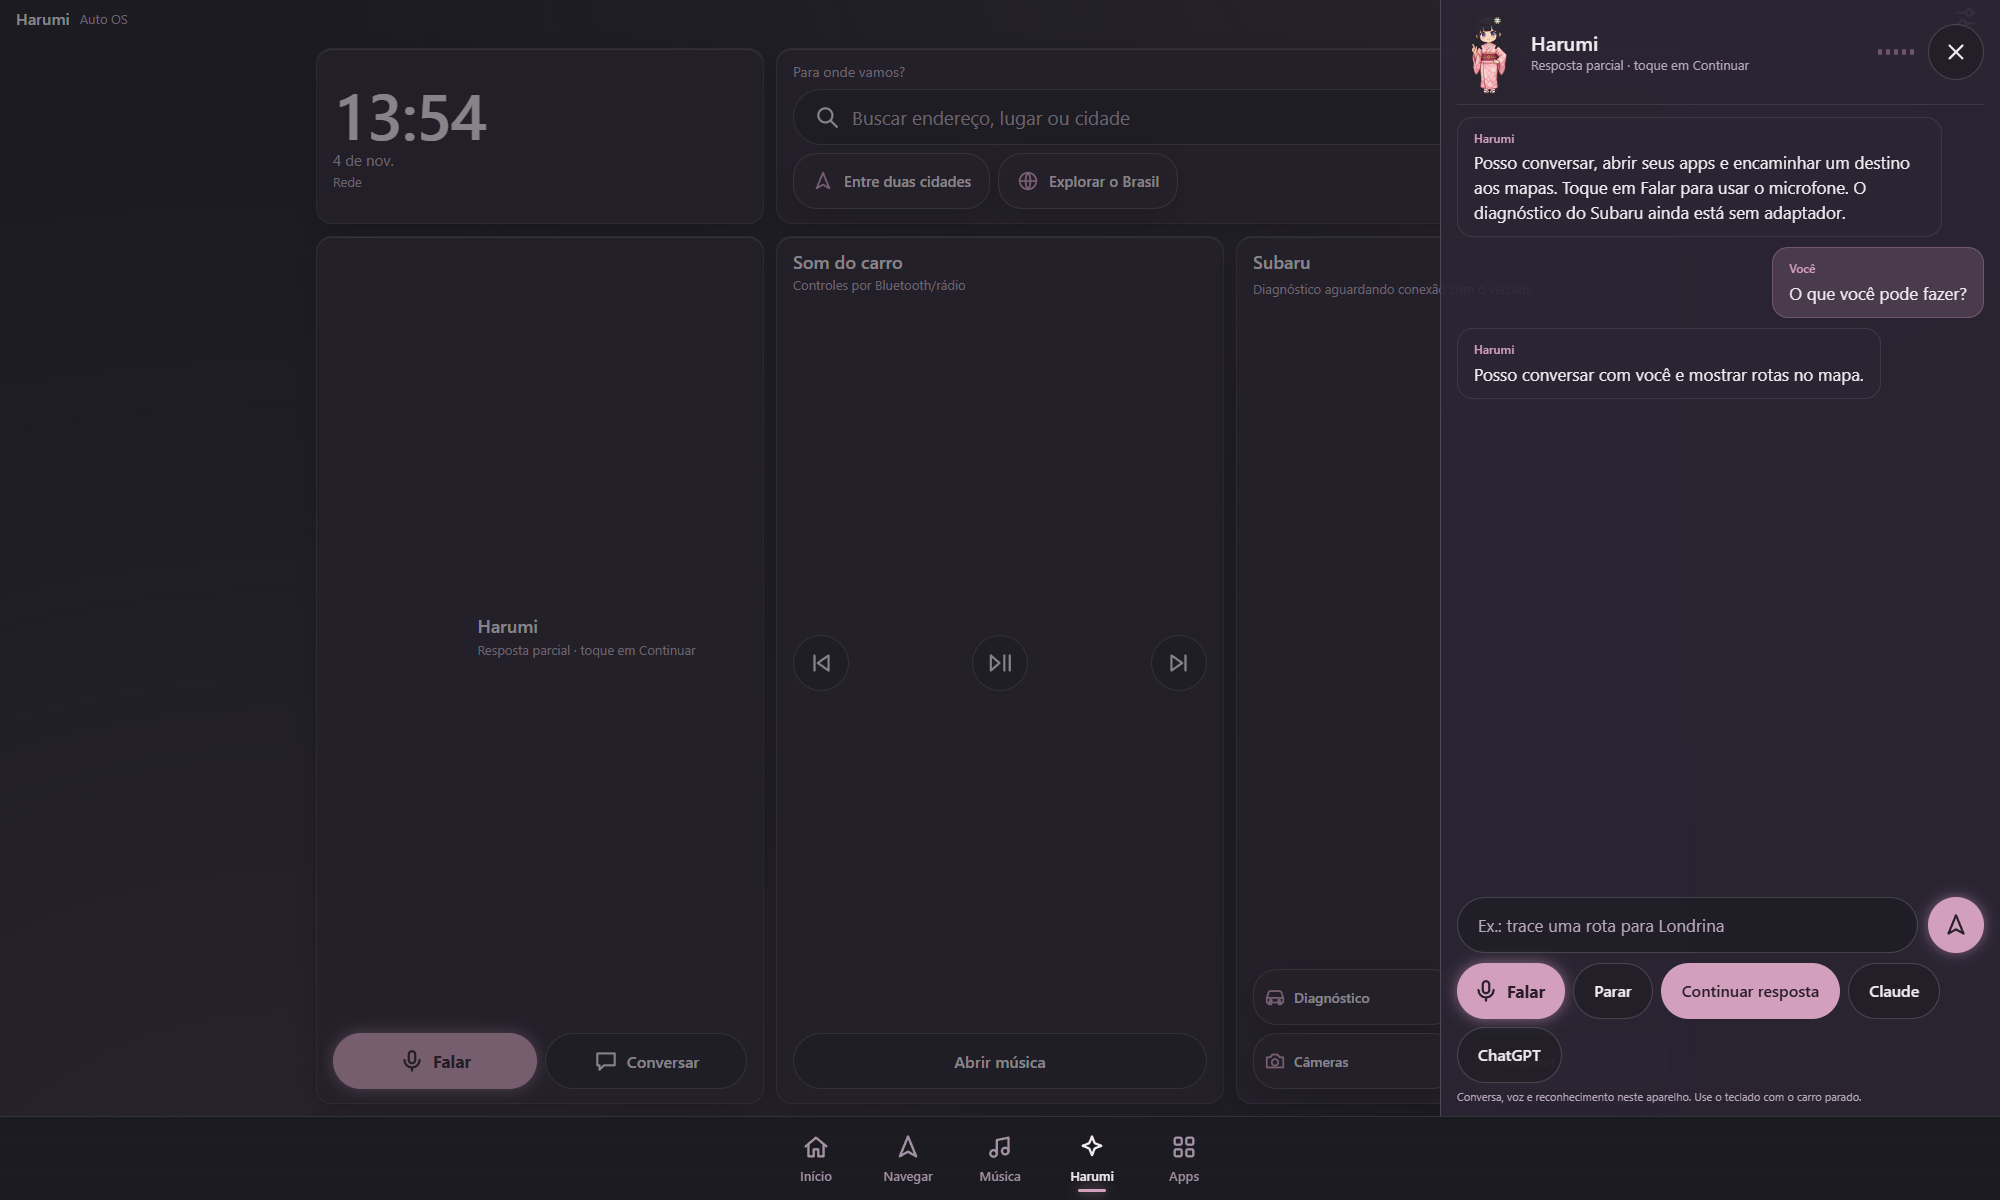 Harumi Auto OS
13:54
4 de nov.
Rede
Para onde vamos?
Buscar endereço, lugar ou cidade
Entre duas cidades
Explorar o Brasil
Harumi
Resposta parcial · toque em Continuar
Falar
Conversar
Som do carro
Controles por Bluetooth/rádio
Abrir música
Subaru
Diagnóstico aguardando conexão com o veículo.
Diagnóstico
Câmeras
Harumi
Resposta parcial · toque em Continuar
Harumi
Posso conversar, abrir seus apps e encaminhar um destino
aos mapas. Toque em Falar para usar o microfone. O
diagnóstico do Subaru ainda está sem adaptador.
Você
O que você pode fazer?
Harumi
Posso conversar com você e mostrar rotas no mapa.
Ex.: trace uma rota para Londrina
Falar
Parar
Continuar resposta
Claude
ChatGPT
Conversa, voz e reconhecimento neste aparelho. Use o teclado com o carro parado.
Início
Navegar
Música
Harumi
Apps